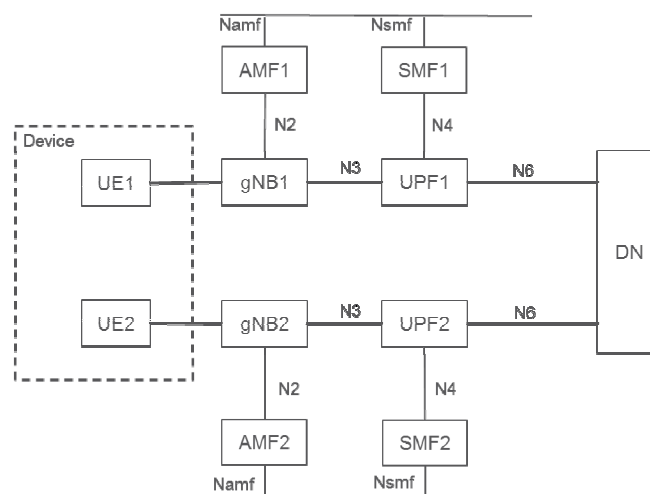 Namf Nsmf
AMF1 SMF1
N2 N4
Device
UE1 gNB1 N3 UPF1 N6
DN
UE2 gNB2 N3 UPF2 N6
N2 N4
AMF2 SMF2
Namf Nsmf